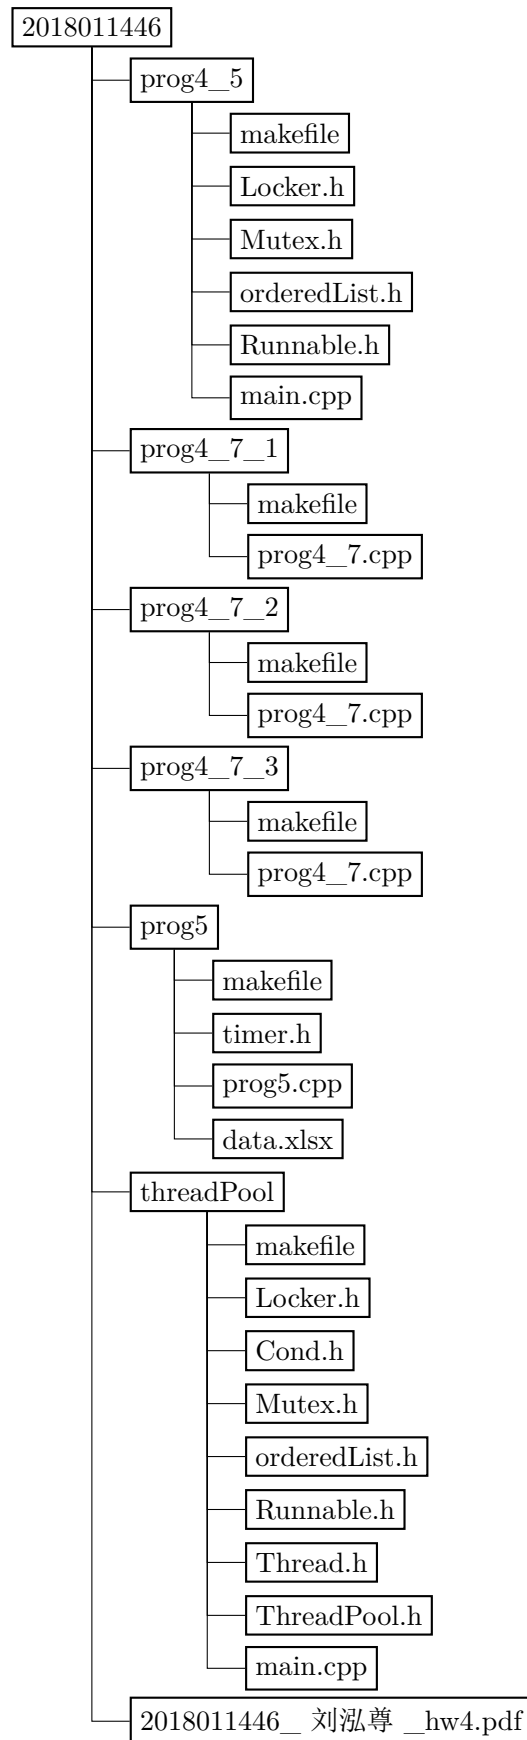 2018011446
prog4_5
makefile
Locker.h
Mutex.h
orderedList.h
Runnable.h
main.cpp
prog4_7_1
makefile
prog4_7.cpp
prog4_7_2
makefile
prog4_7.cpp
prog4_7_3
makefile
prog4_7.cpp
prog5
makefile
timer.h
prog5.cpp
data.xlsx
threadPool
makefile
Locker.h
Cond.h
Mutex.h
orderedList.h
Runnable.h
Thread.h
ThreadPool.h
main.cpp
2018011446_ 刘泓尊 _hw4.pdf